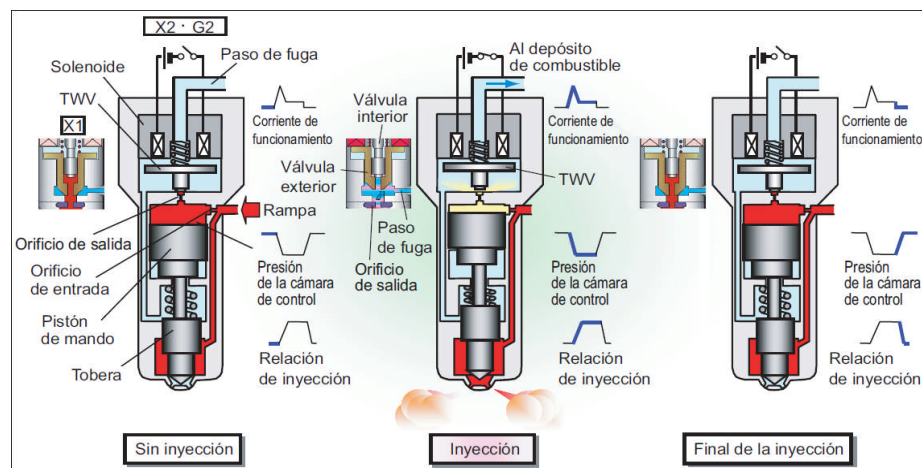 X2 · G2
Paso de fuga
Solenoide
TWV
X1
Corriente de
funcionamiento
Rampa
Orificio de salida
Orificio
de entrada
Pistón
de mando
Tobera
Presión
de la cámara
de control
Relación
de inyección
Sin inyección
Al depósito
de combustible
Válvula
interior
Válvula
exterior
TWV
Paso
de fuga
Orificio
de salida
Corriente de
funcionamiento
Presión
de la cámara
de control
Relación
de inyección
Inyección
Corriente de
funcionamiento
Presión
de la cámara
de control
Relación
de inyección
Final de la inyección